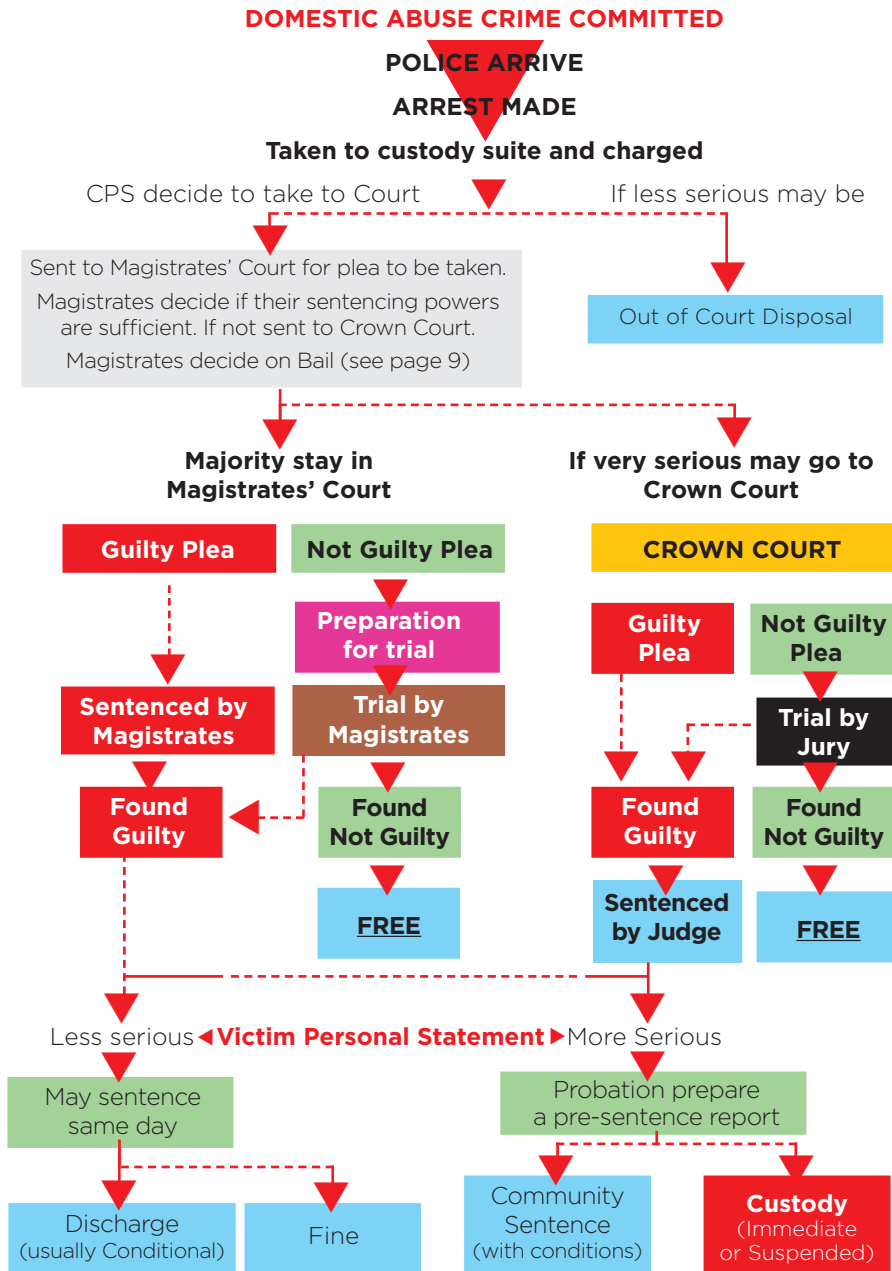 DOMESTIC ABUSE CRIME COMMITTED
POLICE ARRIVE
ARREST MADE
Taken to custody suite and charged
CPS decide to take to Court
If less serious may be
Sent to Magistrates’ Court for plea to be taken.
Magistrates decide if their sentencing powers
are sufficient. If not sent to Crown Court.
Magistrates decide on Bail (see page 9)
Out of Court Disposal
Majority stay in
Magistrates’ Court
If very serious may go to
Crown Court
Guilty Plea
Not Guilty Plea
CROWN COURT
Preparation
for trial
Guilty
Plea
Not Guilty
Plea
Sentenced by
Magistrates
Trial by
Magistrates
Trial by
Jury
Found
Guilty
Found
Not Guilty
Found
Guilty
Found
Not Guilty
FREE
Sentenced
by Judge
FREE
Less serious
Victim Personal Statement
More Serious
May sentence
same day
Probation prepare
a pre-sentence report
Discharge
(usually Conditional)
Fine
Community
Sentence
(with conditions)
Custody
(Immediate
or Suspended)